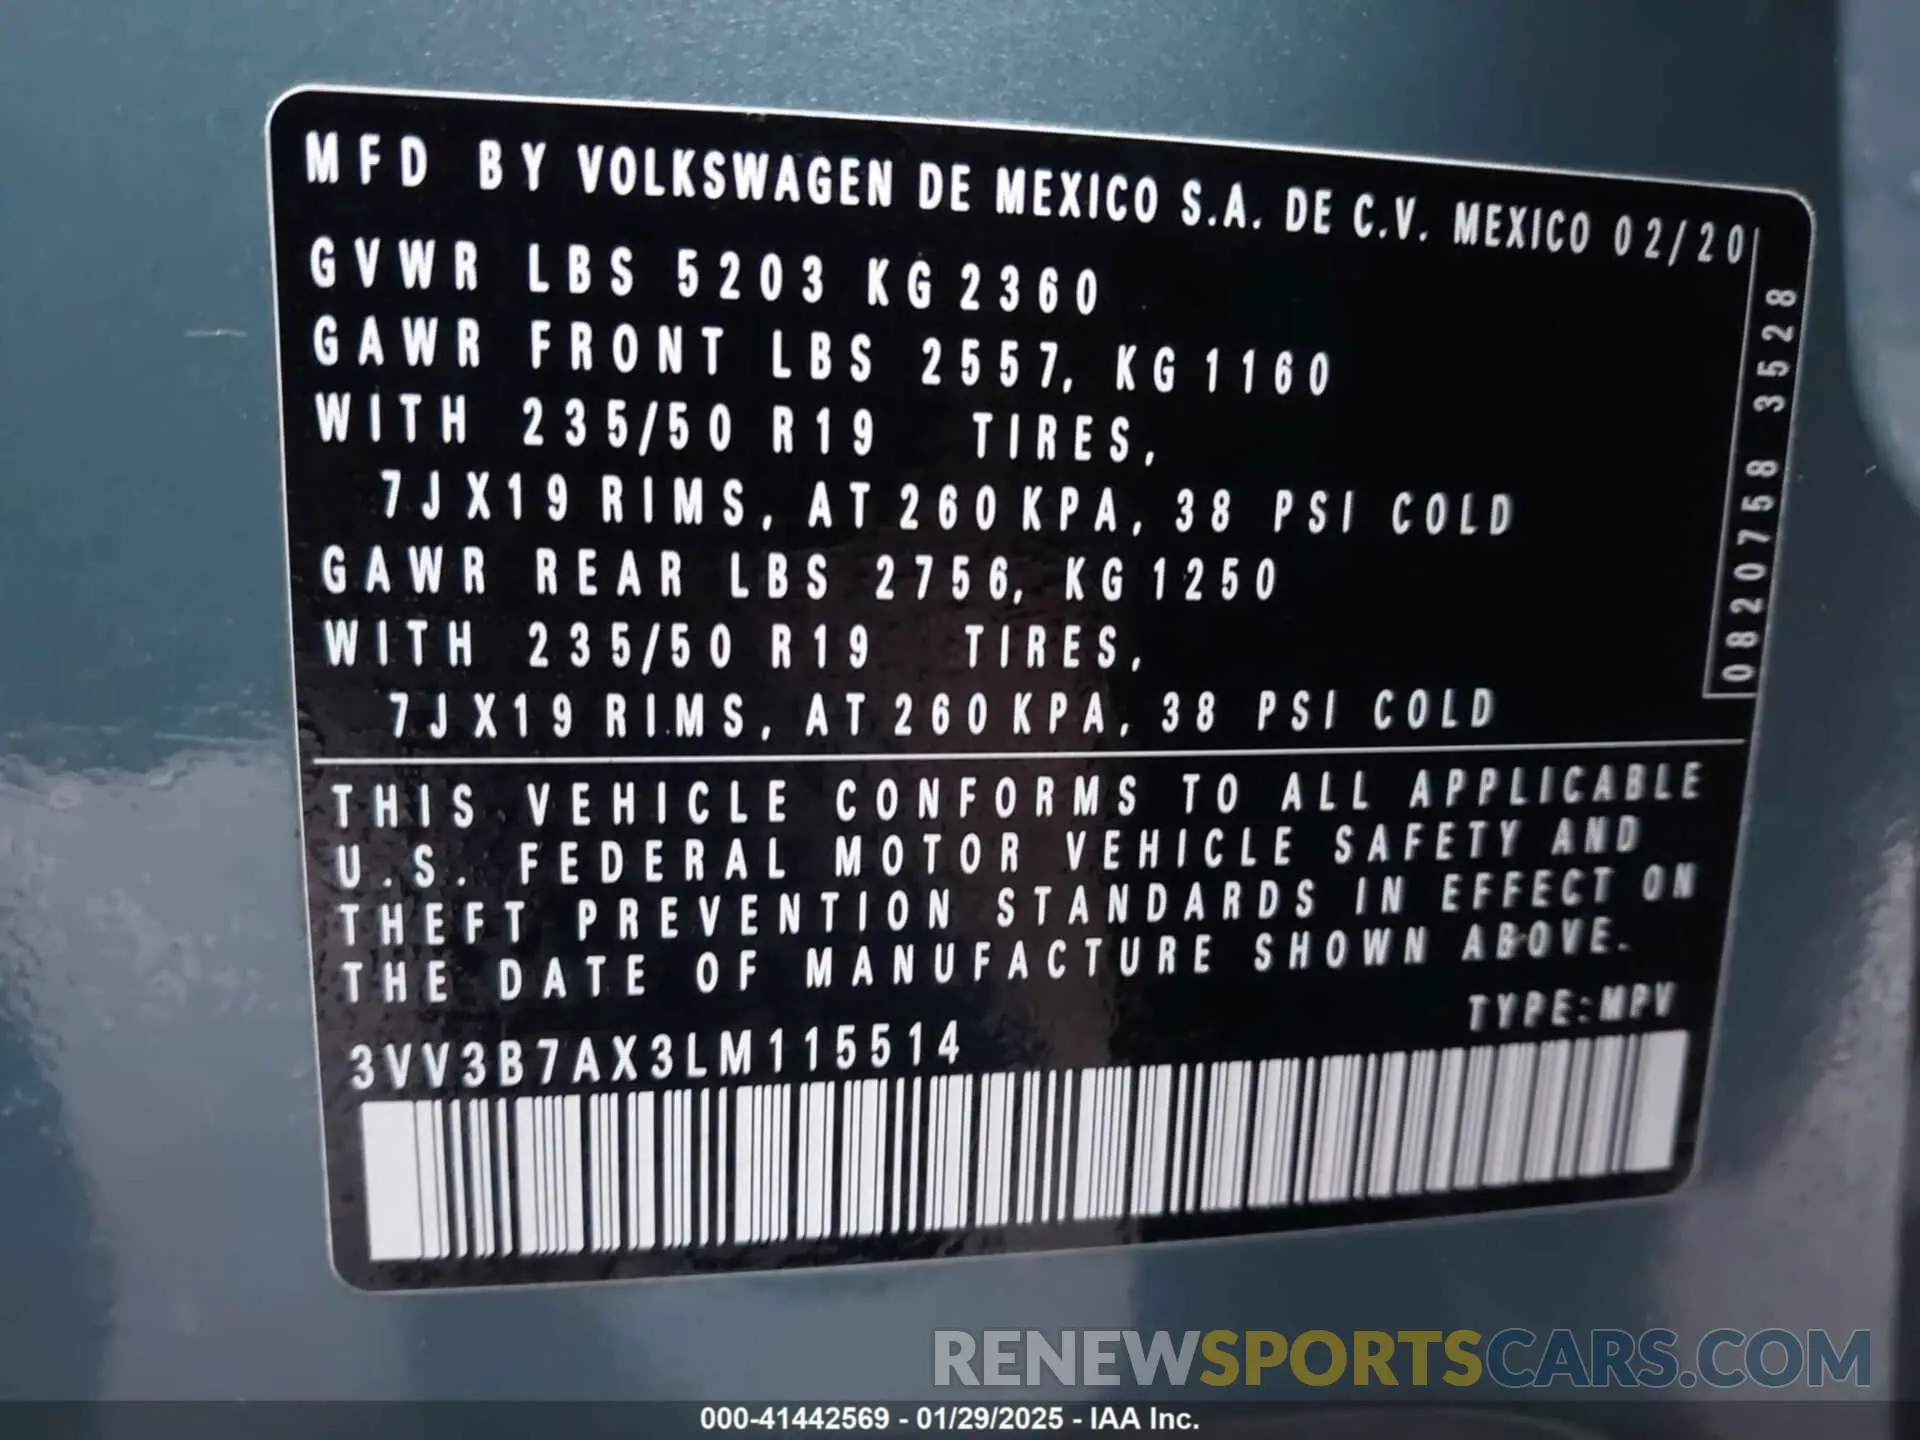 MFD BY VOLKSWAGEN DE MEXICO S.A. DE C.V. MEXICO 02/20
GVWR LBS 5203 KG 2360
GAWR FRONT LBS 2557, KG 1160
WITH 235/50 R19 TIRES,
7JX19 RIMS, AT 260 KPA, 38 PSI COLD
GAWR REAR LBS 2756, KG 1250
WITH 235/50 R19 TIRES,
7JX19 RIMS, AT 260 KPA, 38 PSI COLD
0820758 3528
THIS VEHICLE CONFORMS TO ALL APPLICABLE
U.S. FEDERAL MOTOR VEHICLE SAFETY AND
THEFT PREVENTION STANDARDS IN EFFECT ON
THE DATE OF MANUFACTURE SHOWN ABOVE.
TYPE:MPV
3VV3B7AX3LM115514
RENEWSPORTSCARS.COM
000-41442569 - 01/29/2025 - IAA Inc.